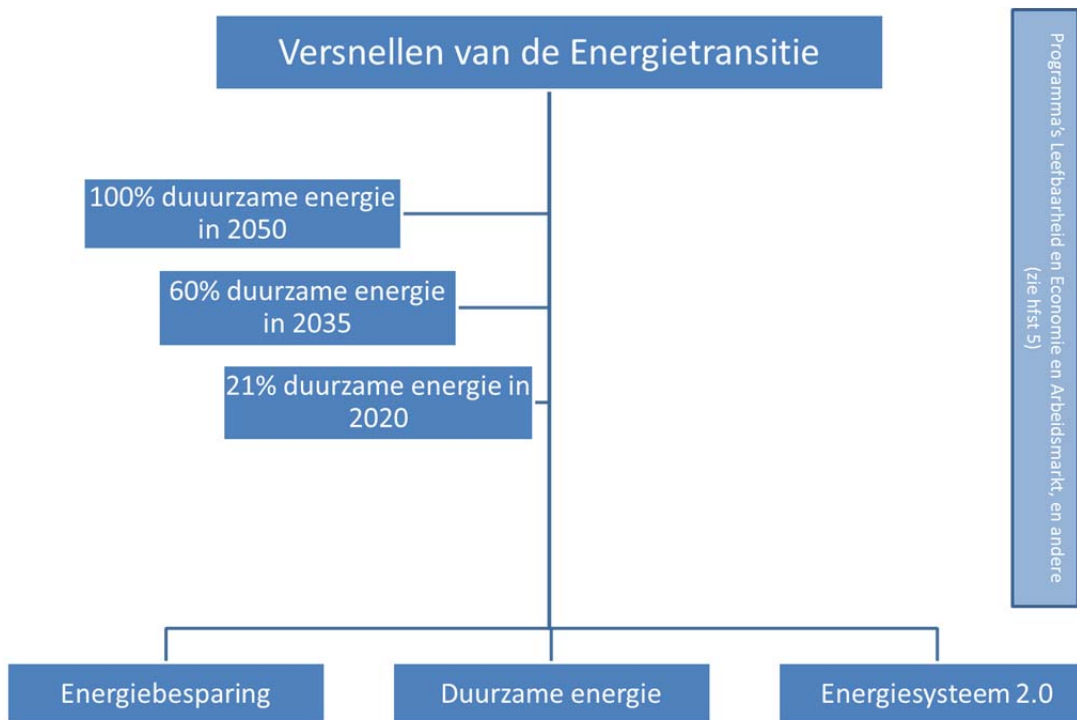 Versnellen van de Energietransitie
100% duuurzame energie
in 2050
60% duurzame energie
in 2035
21% duurzame energie in
2020
Energiebesparing
Duurzame energie
Energiesysteem 2.0
Programma's Leefbaarheid en Economie en Arbeidsmarkt, en andere
(zie hfst 5)